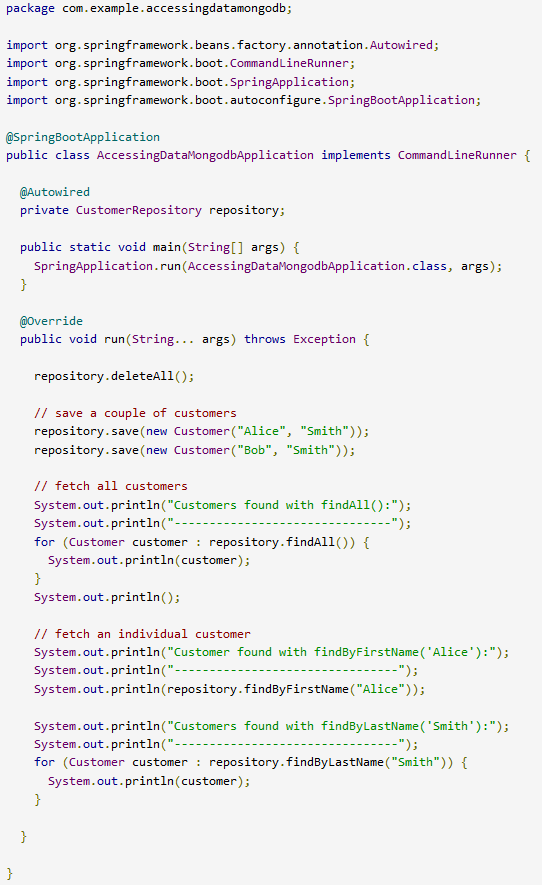 package com.example.accessingdatamongodb;

import org.springframework.beans.factory.annotation.Autowired;
import org.springframework.boot.CommandLineRunner;
import org.springframework.boot.SpringApplication;
import org.springframework.boot.autoconfigure.SpringBootApplication;

@SpringBootApplication
public class AccessingDataMongodbApplication implements CommandLineRunner {

  @Autowired
  private CustomerRepository repository;

  public static void main(String[] args) {
    SpringApplication.run(AccessingDataMongodbApplication.class, args);
  }

  @Override
  public void run(String... args) throws Exception {

    repository.deleteAll();

    // save a couple of customers
    repository.save(new Customer("Alice", "Smith"));
    repository.save(new Customer("Bob", "Smith"));

    // fetch all customers
    System.out.println("Customers found with findAll():");
    System.out.println("-------------------------------");
    for (Customer customer : repository.findAll()) {
      System.out.println(customer);
    }
    System.out.println();

    // fetch an individual customer
    System.out.println("Customer found with findByFirstName('Alice'):");
    System.out.println("--------------------------------");
    System.out.println(repository.findByFirstName("Alice"));

    System.out.println("Customers found with findByLastName('Smith'):");
    System.out.println("--------------------------------");
    for (Customer customer : repository.findByLastName("Smith")) {
      System.out.println(customer);
    }

  }

}